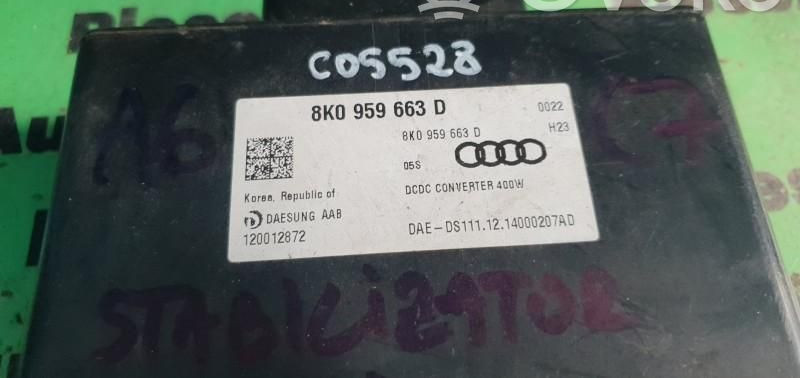 C05528
A6 C7
8K0 959 663 D 0022
8K0 959 663 D H23
05S
Korea, Republic of DCDC CONVERTER 400W
DAESUNG AAB
120012872 DAE-DS111.12.14000207AD
STABILIZATOR